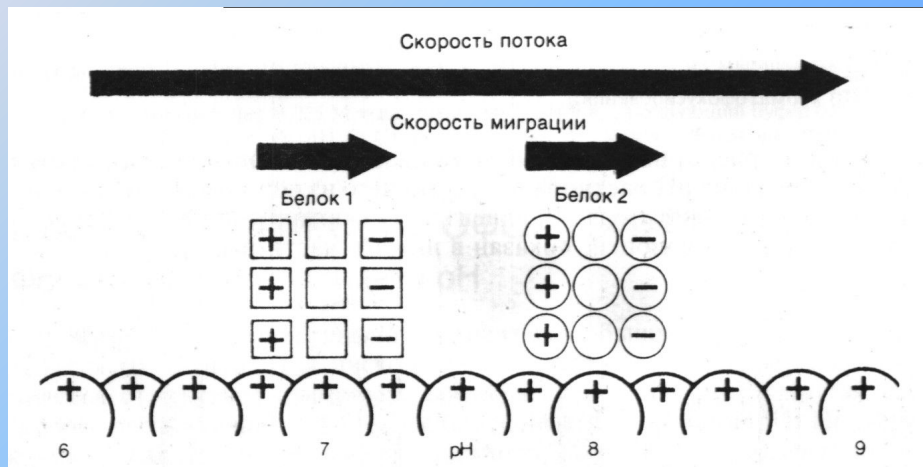 Скорость потока
Скорость миграции
Белок 1 Белок 2
+ − + −
+ − + −
+ − + −
+ + + + + + + + + + + + +
6 7 pH 8 9